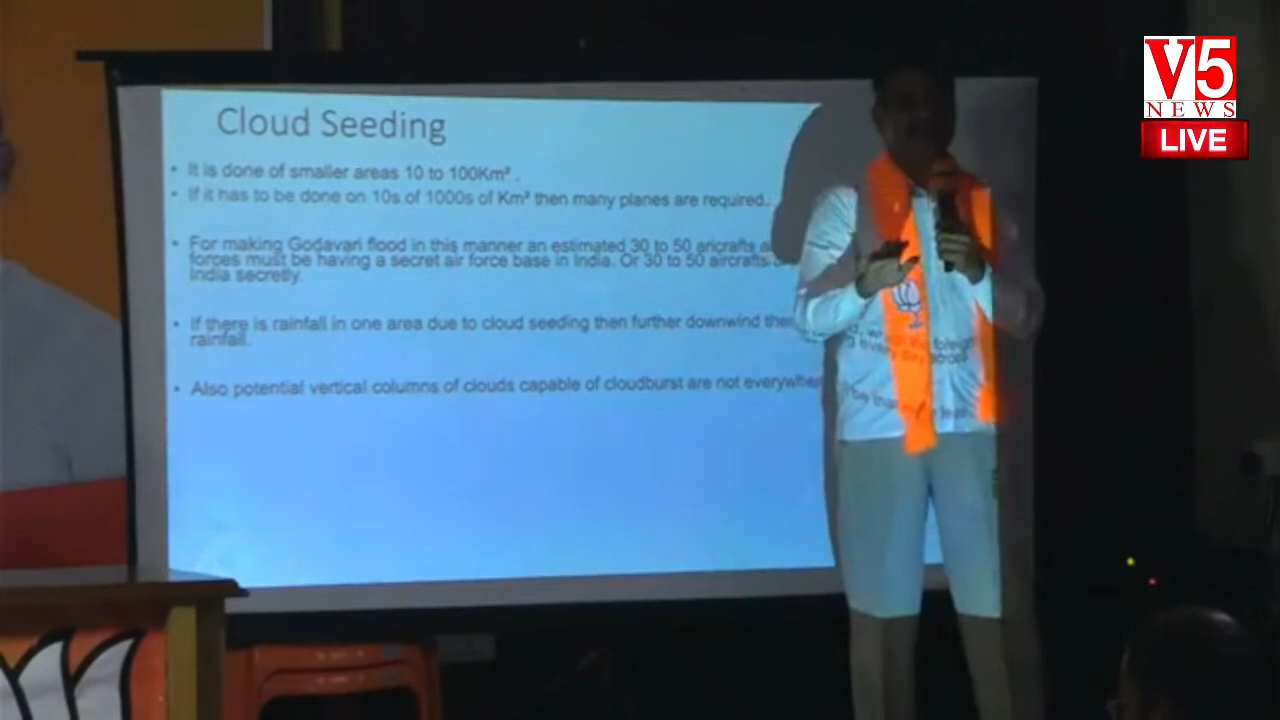 V5
NEWS
LIVE
Cloud Seeding
• It is done of smaller areas 10 to 100Km² .
• If it has to be done on 10s of 1000s of Km² then many planes are required.
• For making Godavari flood in this manner an estimated 30 to 50 aricrafts
forces must be having a secret air force base in India. Or 30 to 50 aircrafts
India secretly.
• If there is rainfall in one area due to cloud seeding then further downwind
rainfall.
• Also potential vertical columns of clouds capable of cloudburst are not everywhere